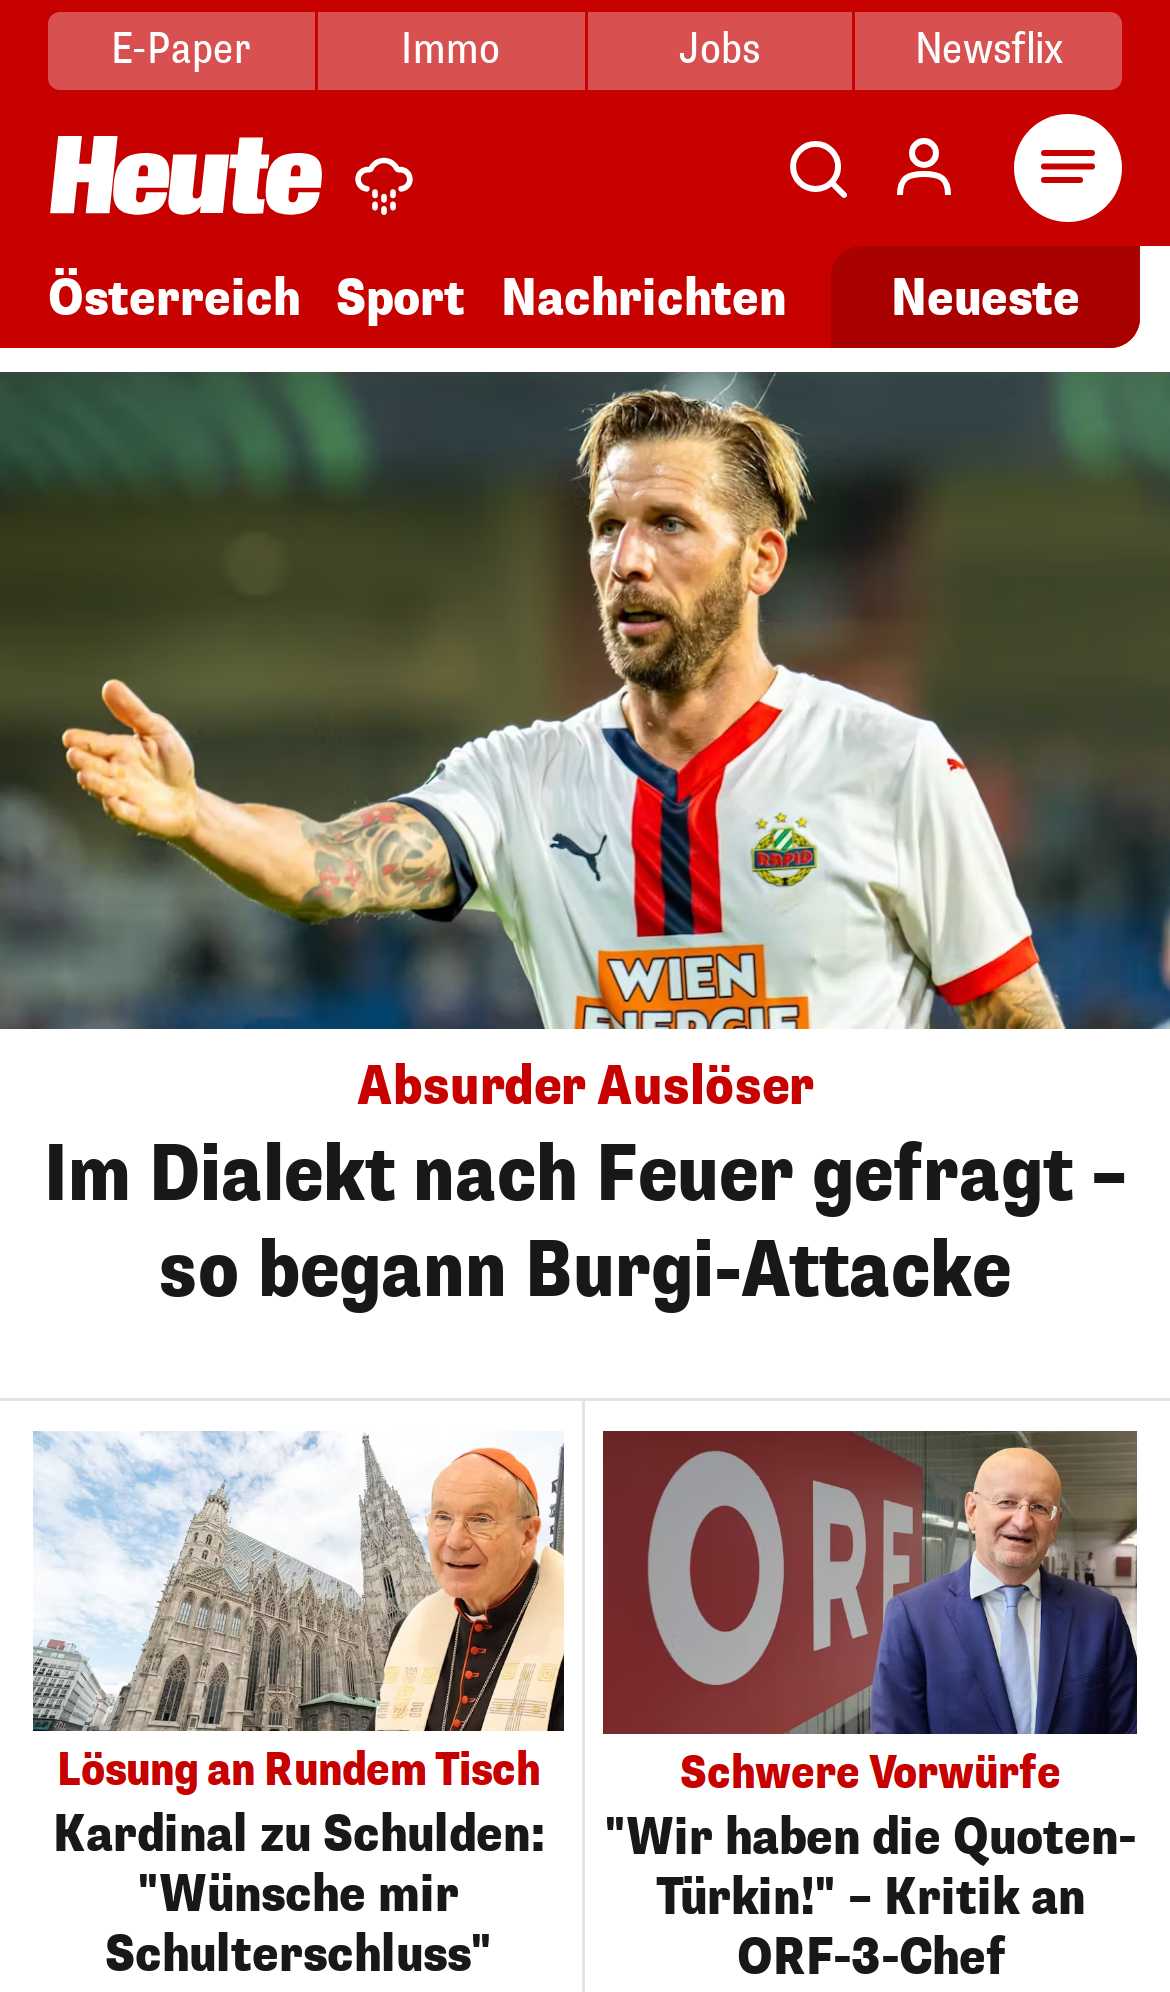 E-Paper
Immo
Jobs
Newsflix
Heute
Österreich
Sport
Nachrichten
Neueste
RAPID
WIEN
ENERGIE
Absurder Auslöser
Im Dialekt nach Feuer gefragt –
so begann Burgi-Attacke
Lösung an Rundem Tisch
Kardinal zu Schulden:
"Wünsche mir
Schulterschluss"
ORF
Schwere Vorwürfe
"Wir haben die Quoten-
Türkin!" – Kritik an
ORF-3-Chef